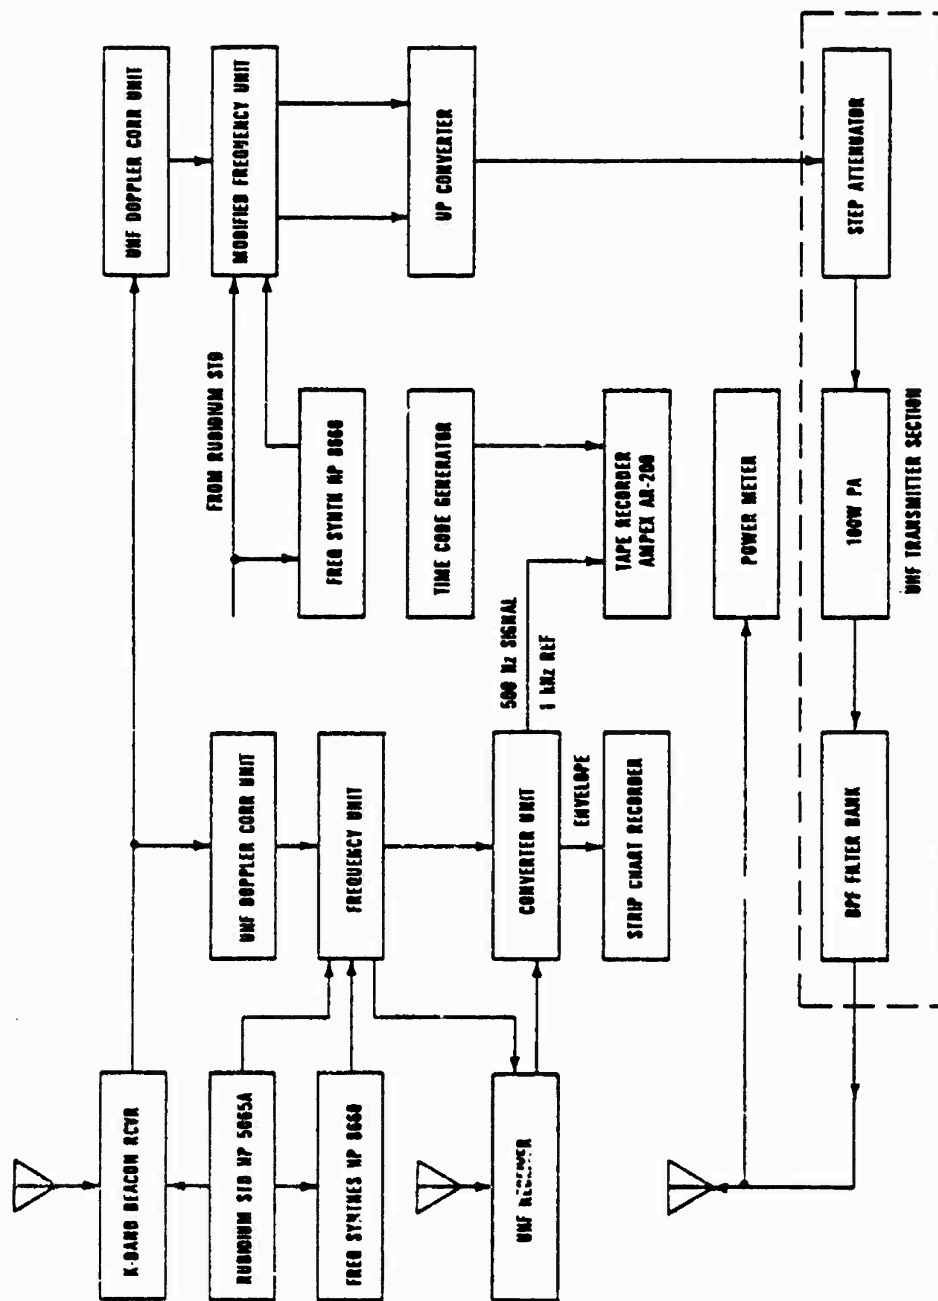 K-BAND BEACON RCVR
UHF DOPPLER CORR UNIT
RUBIDIUM STD HP 5065A
UHF DOPPLER CORR UNIT
FROM RUBIDIUM STD
MODIFIED FREQUENCY UNIT
FREQ SYNTHES HP 8660
FREQUENCY UNIT
FREQ SYNTH HP 8660
TIME CODE GENERATOR
UP CONVERTER
UHF RECEIVER
CONVERTER UNIT
500 Hz SIGNAL
1 kHz REF
ENVELOPE
STRIP CHART RECORDER
TAPE RECORDER
AMPEX AR-200
POWER METER
BPF FILTER BANK
100W PA
STEP ATTENUATOR
UHF TRANSMITTER SECTION